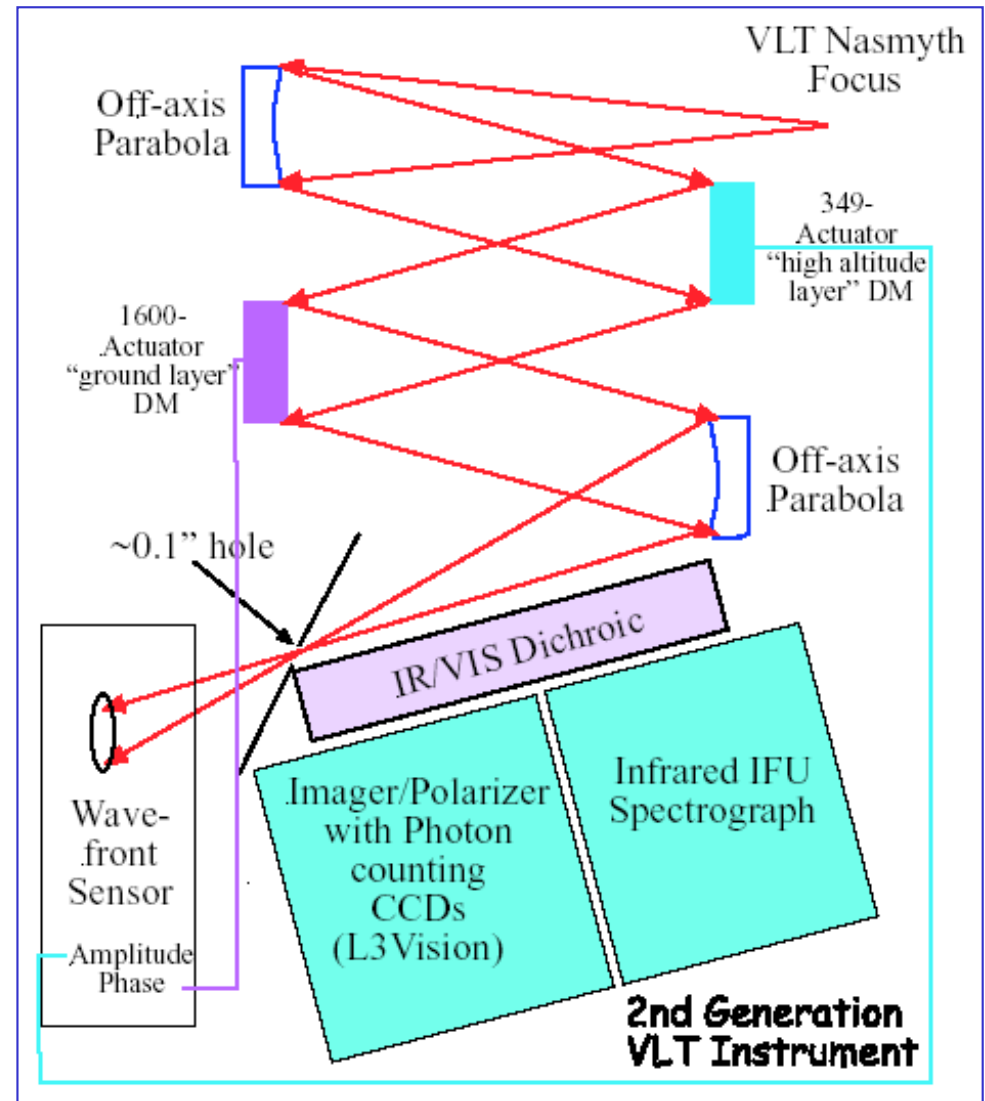 VLT Nasmyth
Focus
Off-axis
Parabola
349-
Actuator
“high altitude
layer” DM
1600-
Actuator
“ground layer”
DM
Off-axis
Parabola
~0.1” hole
IR/VIS Dichroic
Imager/Polarizer
with Photon
counting
CCDs
(L3Vision)
Infrared IFU
Spectrograph
Wave-
front
Sensor
Amplitude
Phase
2nd Generation
VLT Instrument